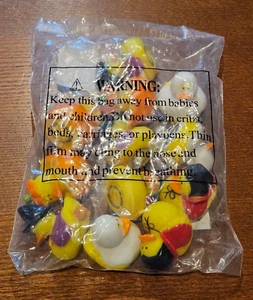 ⚠ WARNING:
Keep this bag away from babies
and children. Do not use in cribs,
beds, carriages, or playpens. Thin
film may cling to the nose and
mouth and prevent breathing.